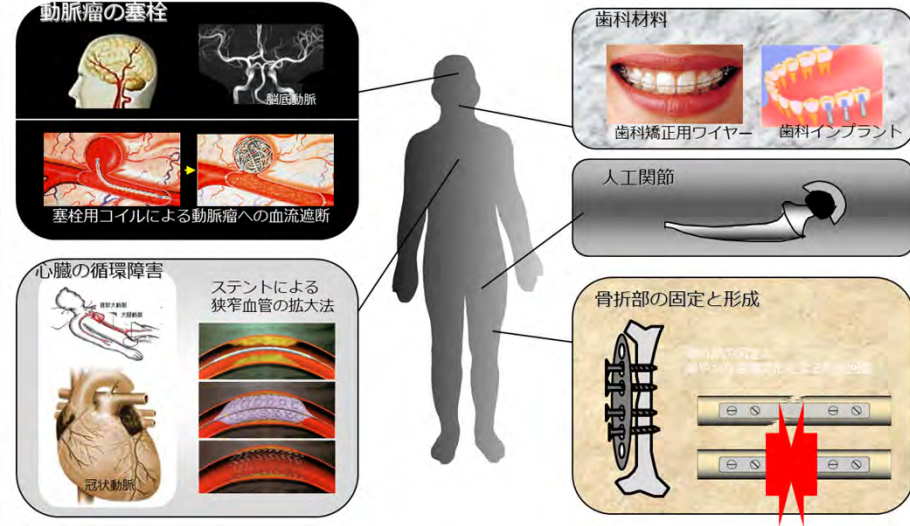 動脈瘤の塞栓
脳底動脈
塞栓用コイルによる動脈瘤への血流遮断
心臓の循環障害
ステントによる
狭窄血管の拡大法
大腿動脈
冠状動脈
歯科材料
歯科矯正用ワイヤー
歯科インプラント
人工関節
骨折部の固定と形成